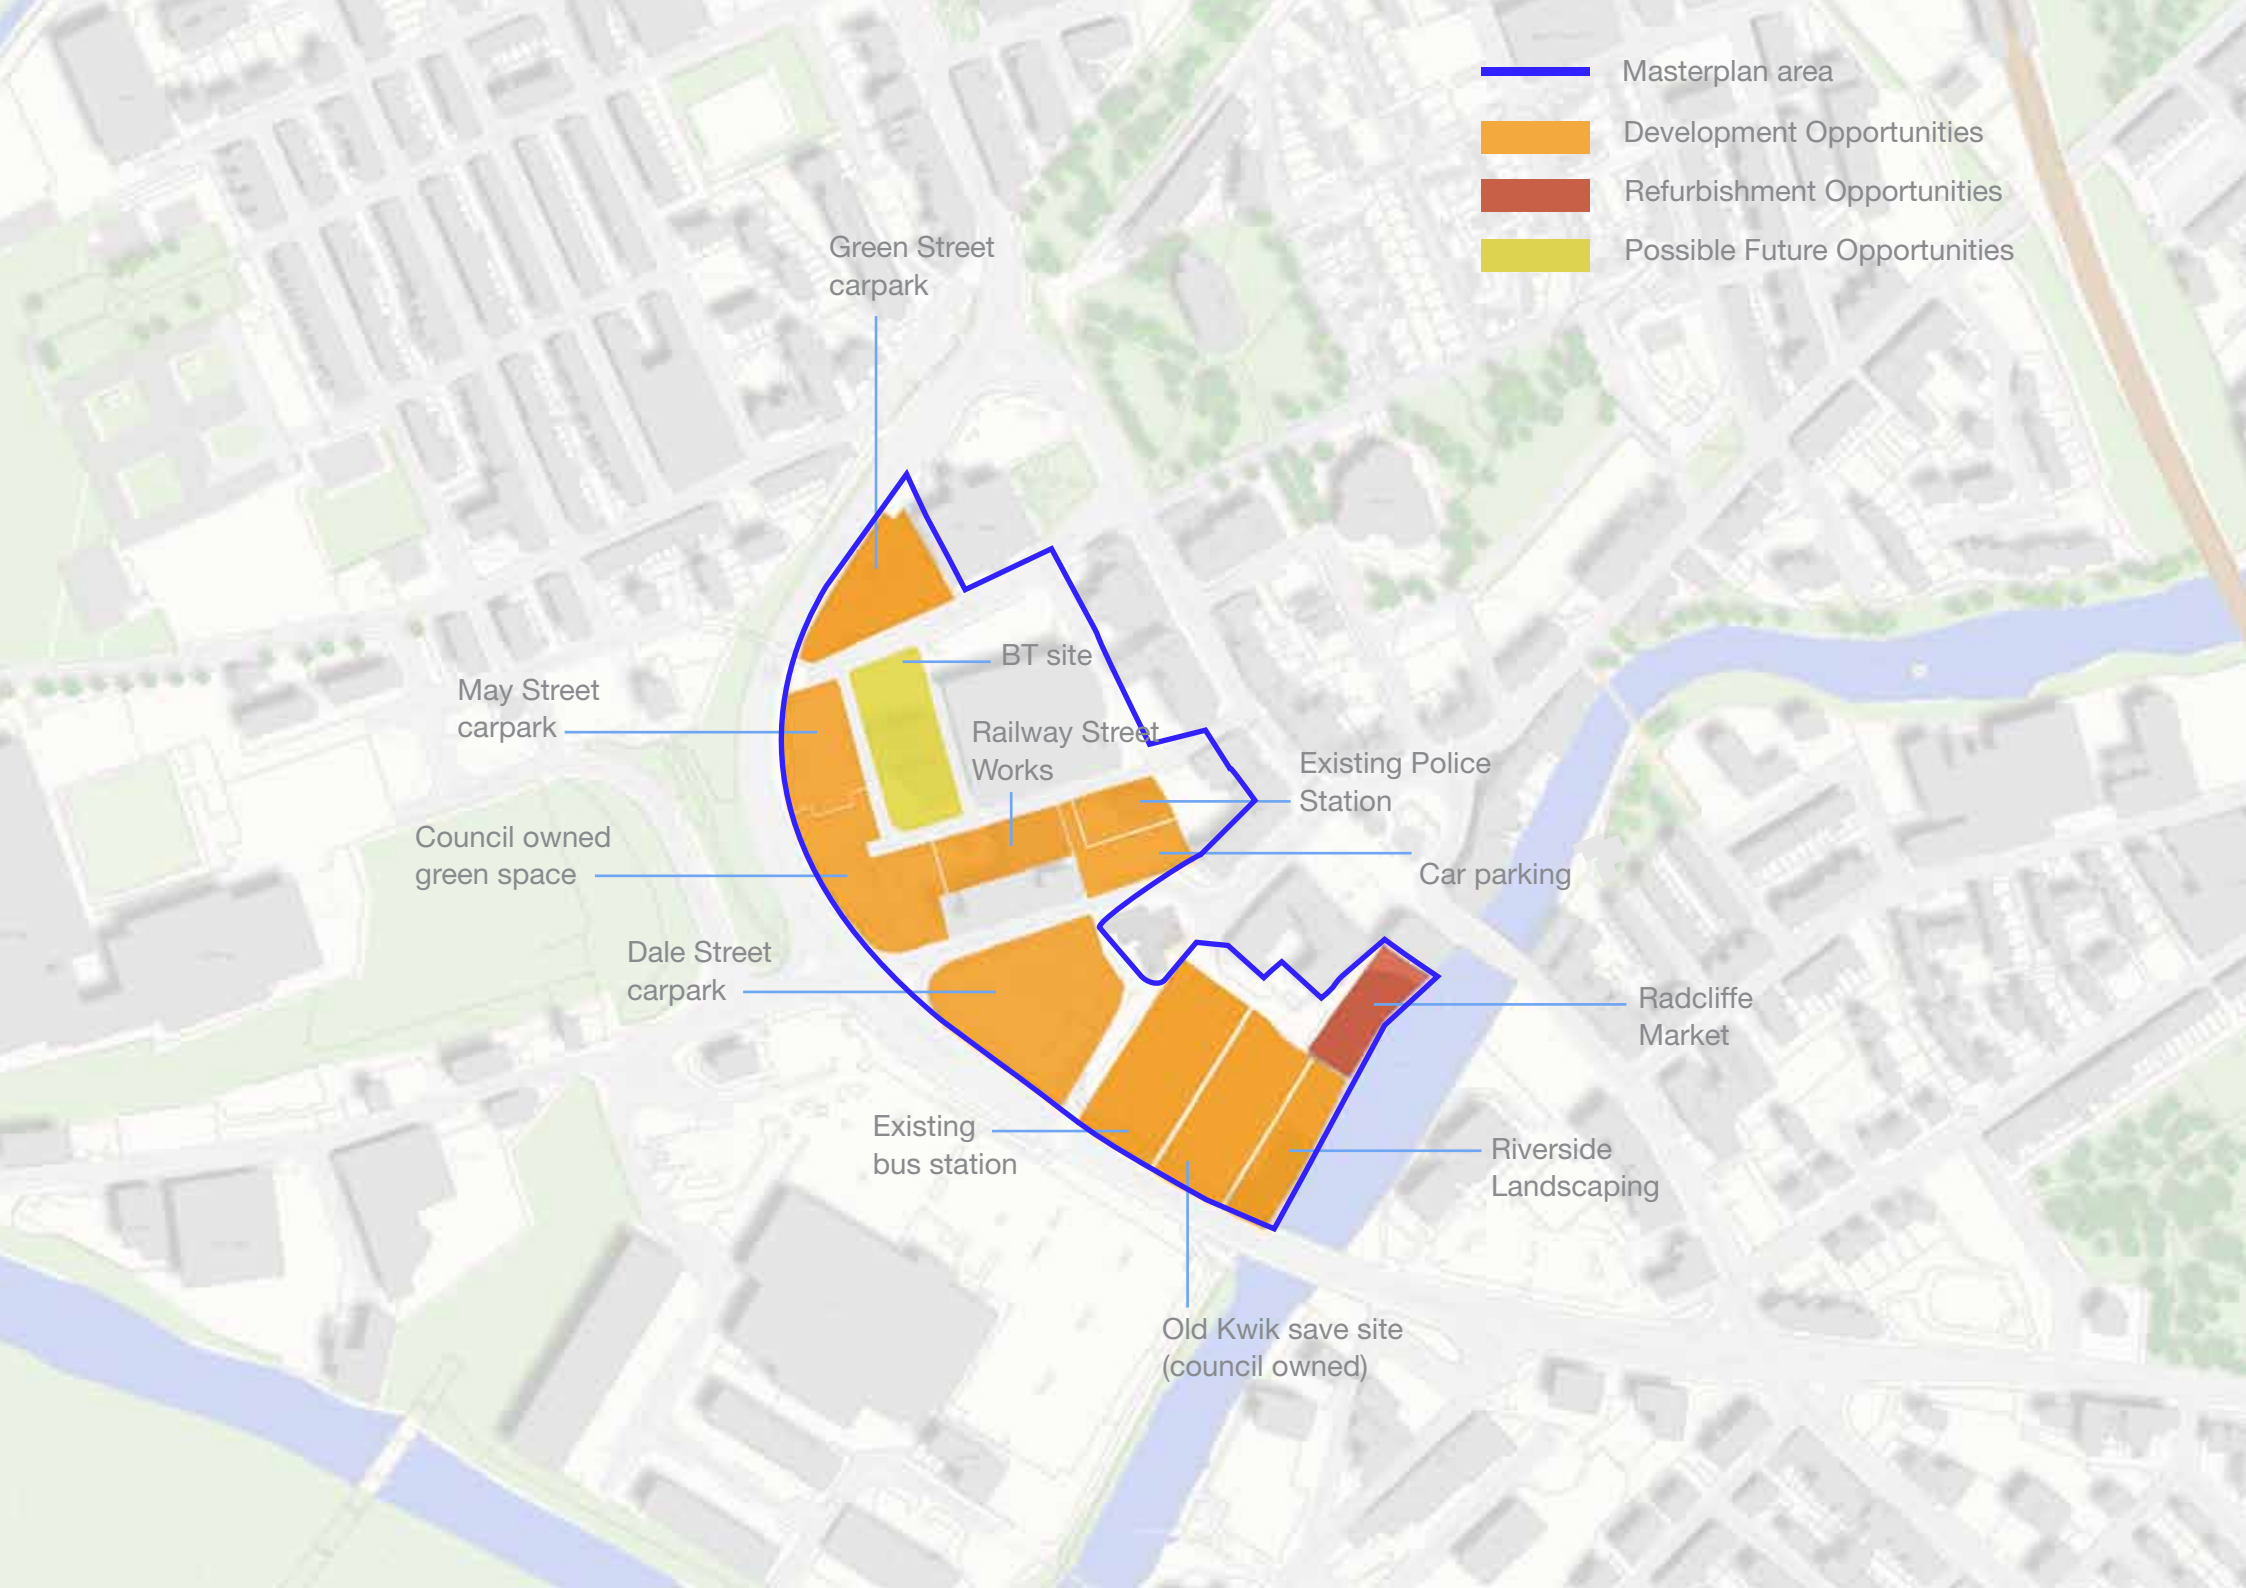 Masterplan area
Development Opportunities
Refurbishment Opportunities
Possible Future Opportunities
Green Street
carpark
BT site
May Street
carpark
Railway Street
Works
Existing Police
Station
Council owned
green space
Car parking
Dale Street
carpark
Radcliffe
Market
Existing
bus station
Riverside
Landscaping
Old Kwik save site
(council owned)